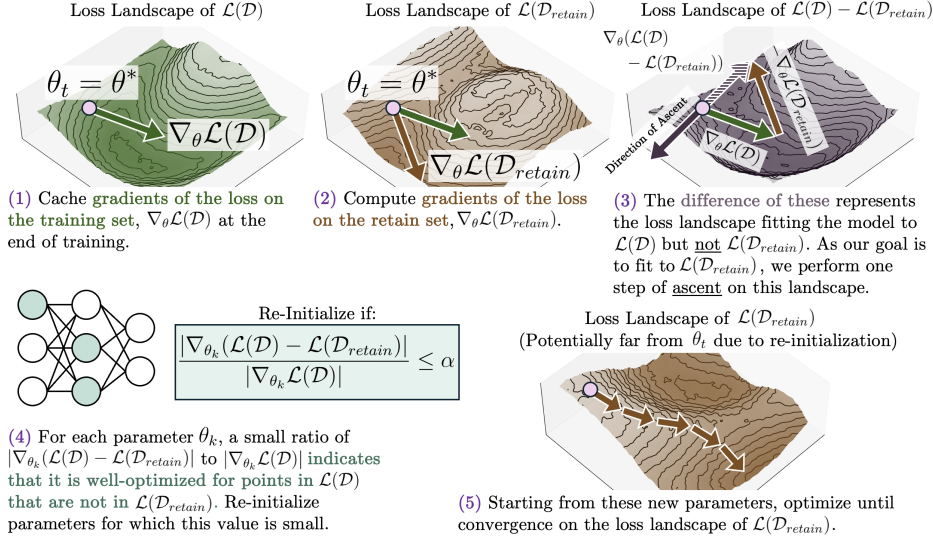 Loss Landscape of ℒ(𝒟)
θₜ = θ*
∇_θℒ(𝒟)
(1) Cache gradients of the loss on
the training set, ∇_θℒ(𝒟) at the
end of training.
Loss Landscape of ℒ(𝒟_retain)
θₜ = θ*
∇_θℒ(𝒟_retain)
(2) Compute gradients of the loss
on the retain set, ∇_θℒ(𝒟_retain).
Loss Landscape of ℒ(𝒟) − ℒ(𝒟_retain)
∇_θ(ℒ(𝒟)
− ℒ(𝒟_retain))
∇_θℒ(𝒟_retain)
∇_θℒ(𝒟)
Direction of Ascent
(3) The difference of these represents
the loss landscape fitting the model to
ℒ(𝒟) but not ℒ(𝒟_retain). As our goal is
to fit to ℒ(𝒟_retain), we perform one
step of ascent on this landscape.
Re-Initialize if:
|∇_θₖ(ℒ(𝒟) − ℒ(𝒟_retain)|
|∇_θₖℒ(𝒟)|
≤ α
(4) For each parameter θₖ, a small ratio of
|∇_θₖ(ℒ(𝒟) − ℒ(𝒟_retain)| to |∇_θₖℒ(𝒟)| indicates
that it is well-optimized for points in ℒ(𝒟)
that are not in ℒ(𝒟_retain). Re-initialize
parameters for which this value is small.
Loss Landscape of ℒ(𝒟_retain)
(Potentially far from θₜ due to re-initialization)
(5) Starting from these new parameters, optimize until
convergence on the loss landscape of ℒ(𝒟_retain).